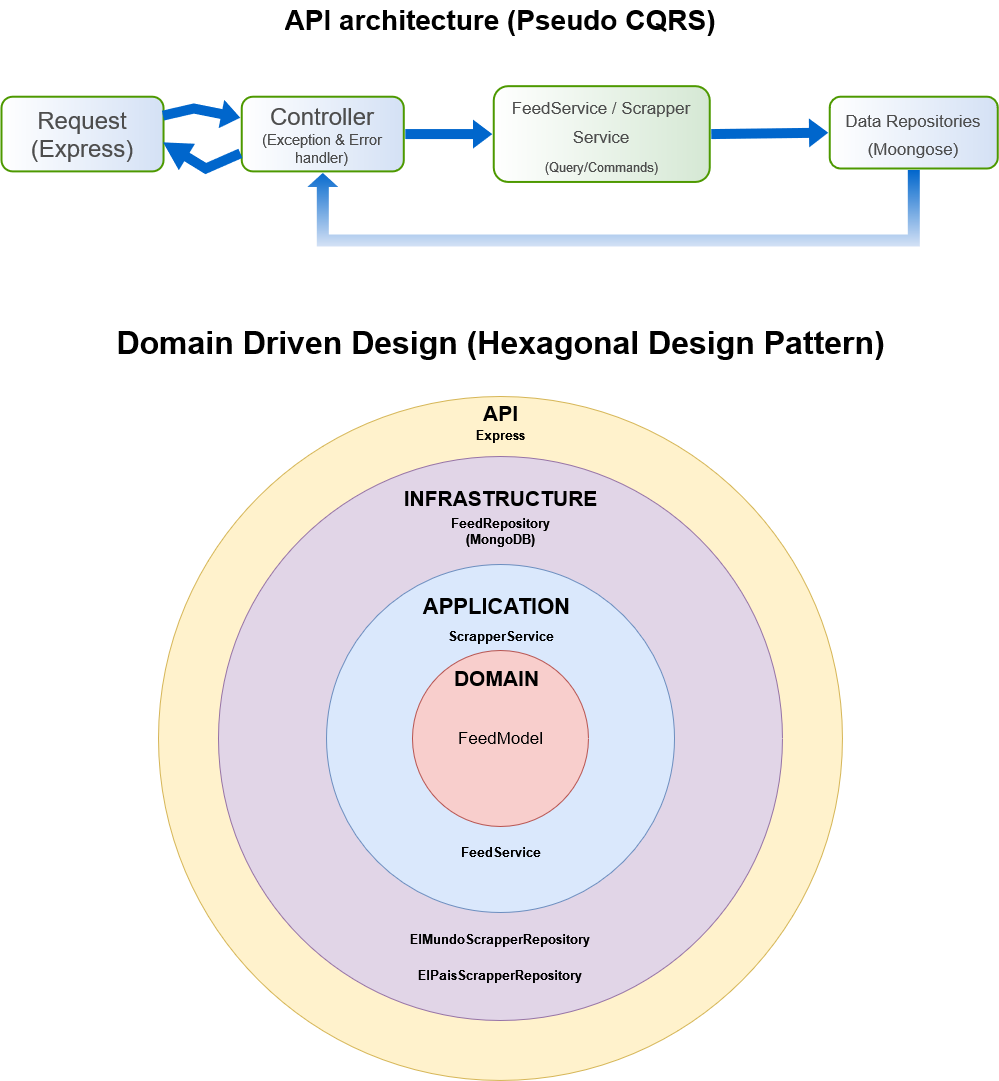 API architecture (Pseudo CQRS)
Request
(Express)
Controller
(Exception & Error
handler)
FeedService / Scrapper
Service
(Query/Commands)
Data Repositories
(Moongose)
Domain Driven Design (Hexagonal Design Pattern)
API
Express
INFRASTRUCTURE
FeedRepository
(MongoDB)
APPLICATION
ScrapperService
DOMAIN
FeedModel
FeedService
ElMundoScrapperRepository
ElPaisScrapperRepository